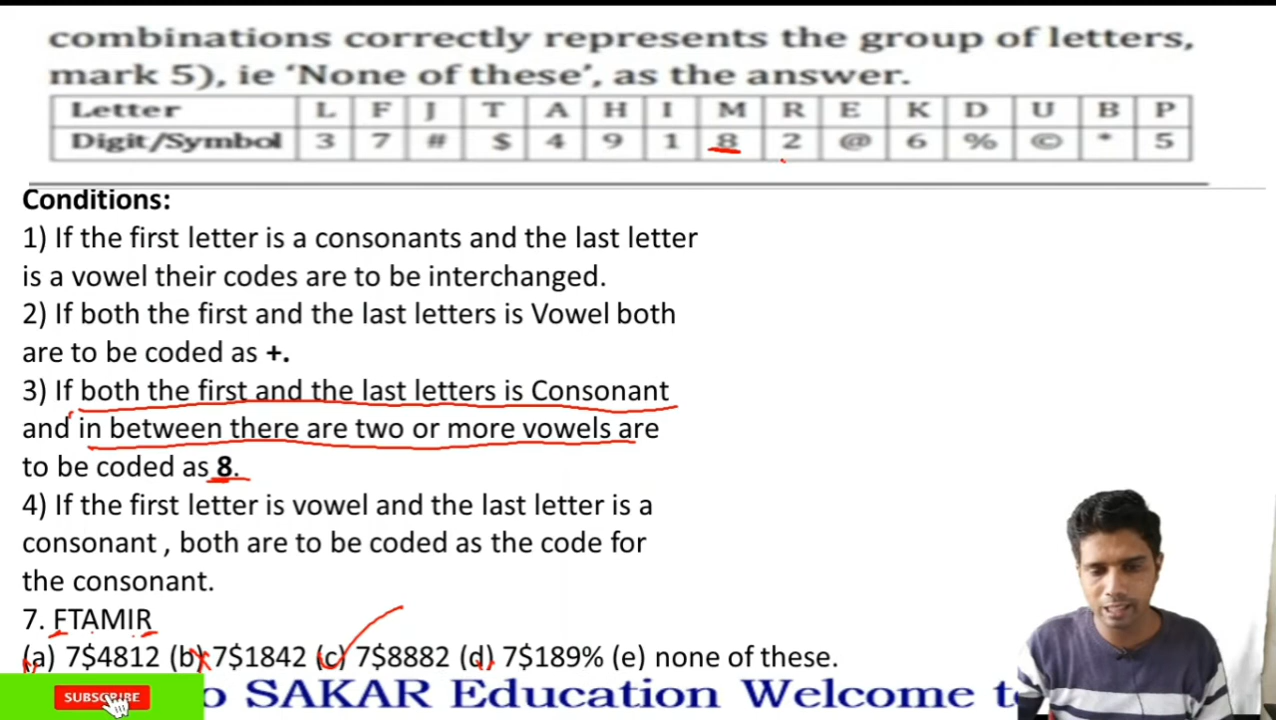 combinations correctly represents the group of letters,
mark 5), ie ‘None of these’, as the answer.
Letter L F J T A H I M R E K D U B P
Digit/Symbol 3 7 # $ 4 9 1 8 2 @ 6 % © * 5
Conditions:
1) If the first letter is a consonants and the last letter
is a vowel their codes are to be interchanged.
2) If both the first and the last letters is Vowel both
are to be coded as +.
3) If both the first and the last letters is Consonant
and in between there are two or more vowels are
to be coded as 8.
4) If the first letter is vowel and the last letter is a
consonant , both are to be coded as the code for
the consonant.
7. FTAMIR
(a) 7$4812 (b) 7$1842 (c) 7$8882 (d) 7$189% (e) none of these.
SUBSCRIBE
o SAKAR Education Welcome t